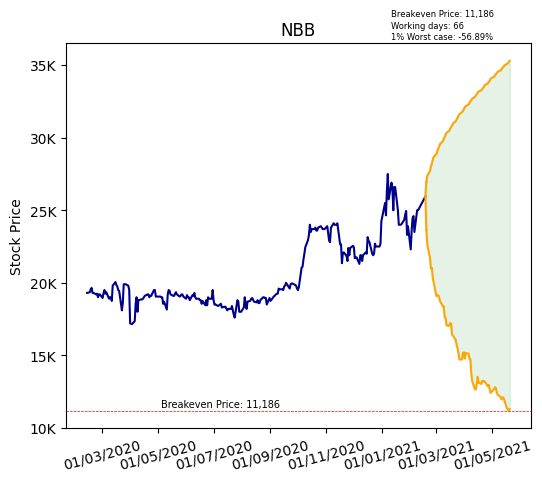 Breakeven Price: 11,186
Working days: 66
1% Worst case: -56.89%
NBB
35K
30K
25K
20K
15K
10K
Stock Price
Breakeven Price: 11,186
01/03/2020
01/05/2020
01/07/2020
01/09/2020
01/11/2020
01/01/2021
01/03/2021
01/05/2021